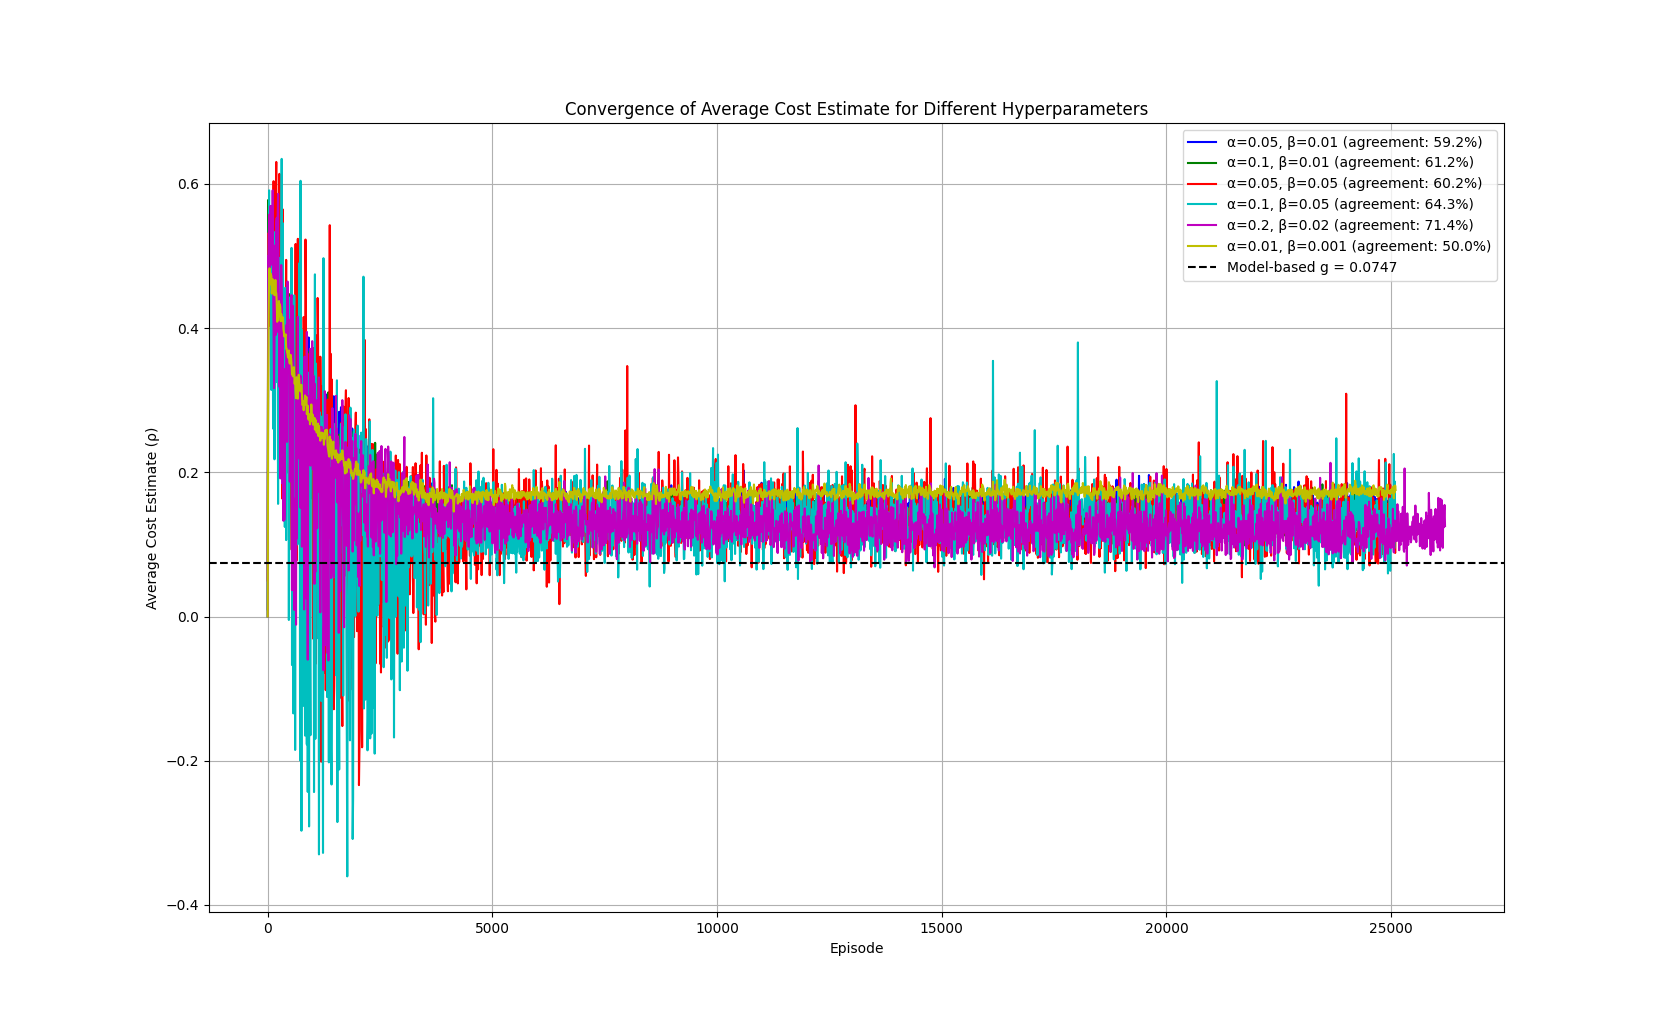 Convergence of Average Cost Estimate for Different Hyperparameters
α=0.05, β=0.01 (agreement: 59.2%)
α=0.1, β=0.01 (agreement: 61.2%)
α=0.05, β=0.05 (agreement: 60.2%)
α=0.1, β=0.05 (agreement: 64.3%)
α=0.2, β=0.02 (agreement: 71.4%)
α=0.01, β=0.001 (agreement: 50.0%)
Model-based g = 0.0747
Average Cost Estimate (ρ)
0.6
0.4
0.2
0.0
−0.2
−0.4
0 5000 10000 15000 20000 25000
Episode